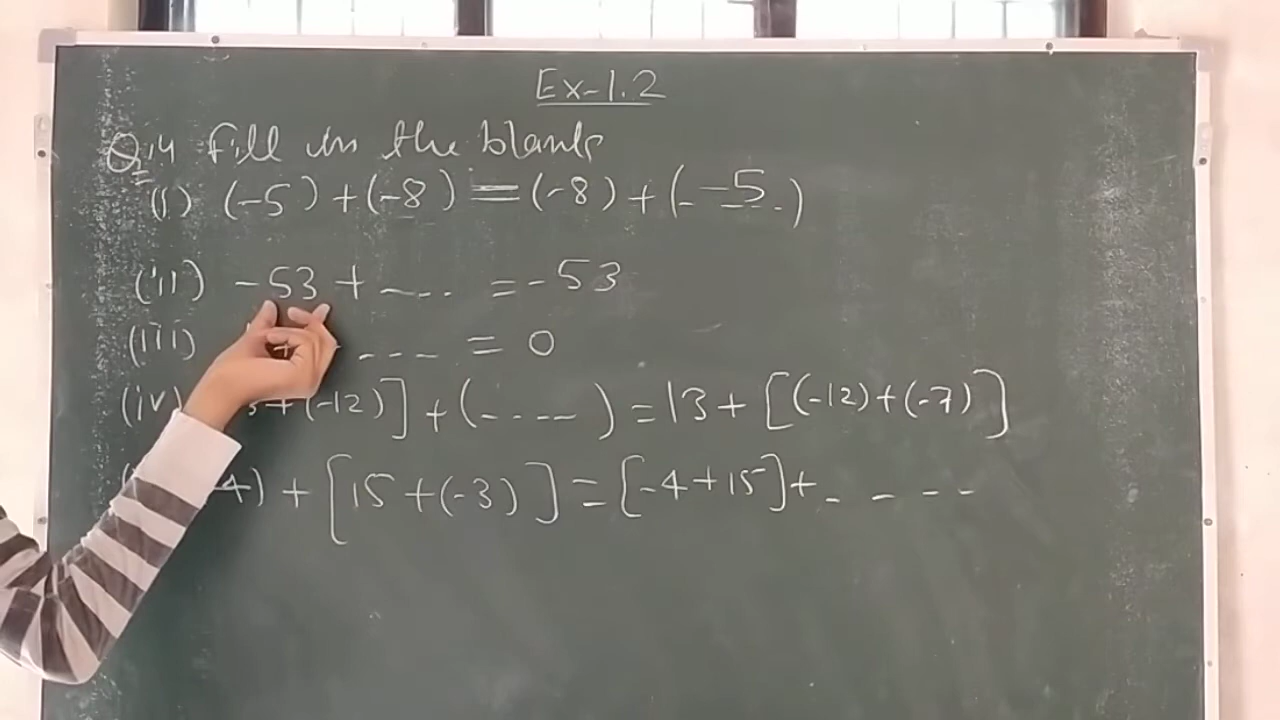 Ex-1.2
Q.4 Fill in the blanks
(i) (-5) + (-8) = (-8) + (- -5 - .)
(ii) -53 + ---- = -53
(iii) + ---- = 0
(iv) 3 + (-12)] + (-----) = 13 + [(-12) + (-7)]
4) + [15 + (-3)] = [-4 + 15] + - - - -